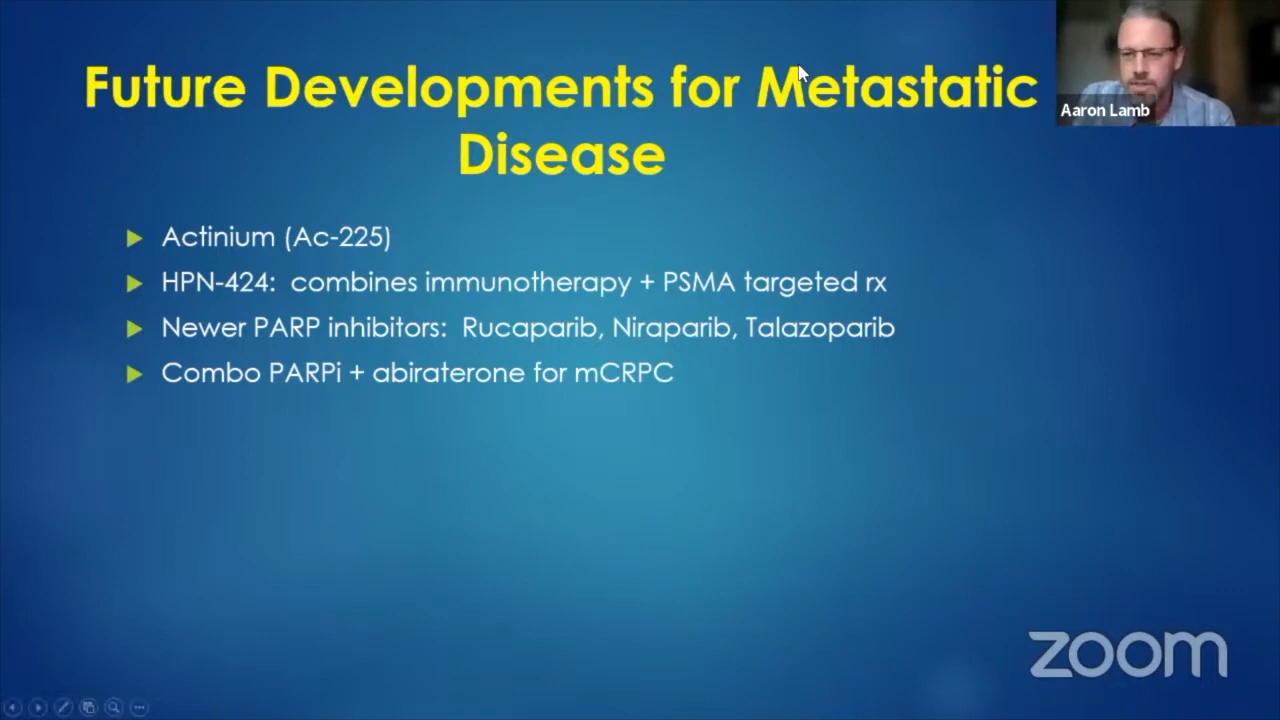 Future Developments for Metastatic
Disease
Aaron Lamb
Actinium (Ac-225)
HPN-424: combines immunotherapy + PSMA targeted rx
Newer PARP inhibitors: Rucaparib, Niraparib, Talazoparib
Combo PARPi + abiraterone for mCRPC
zoom